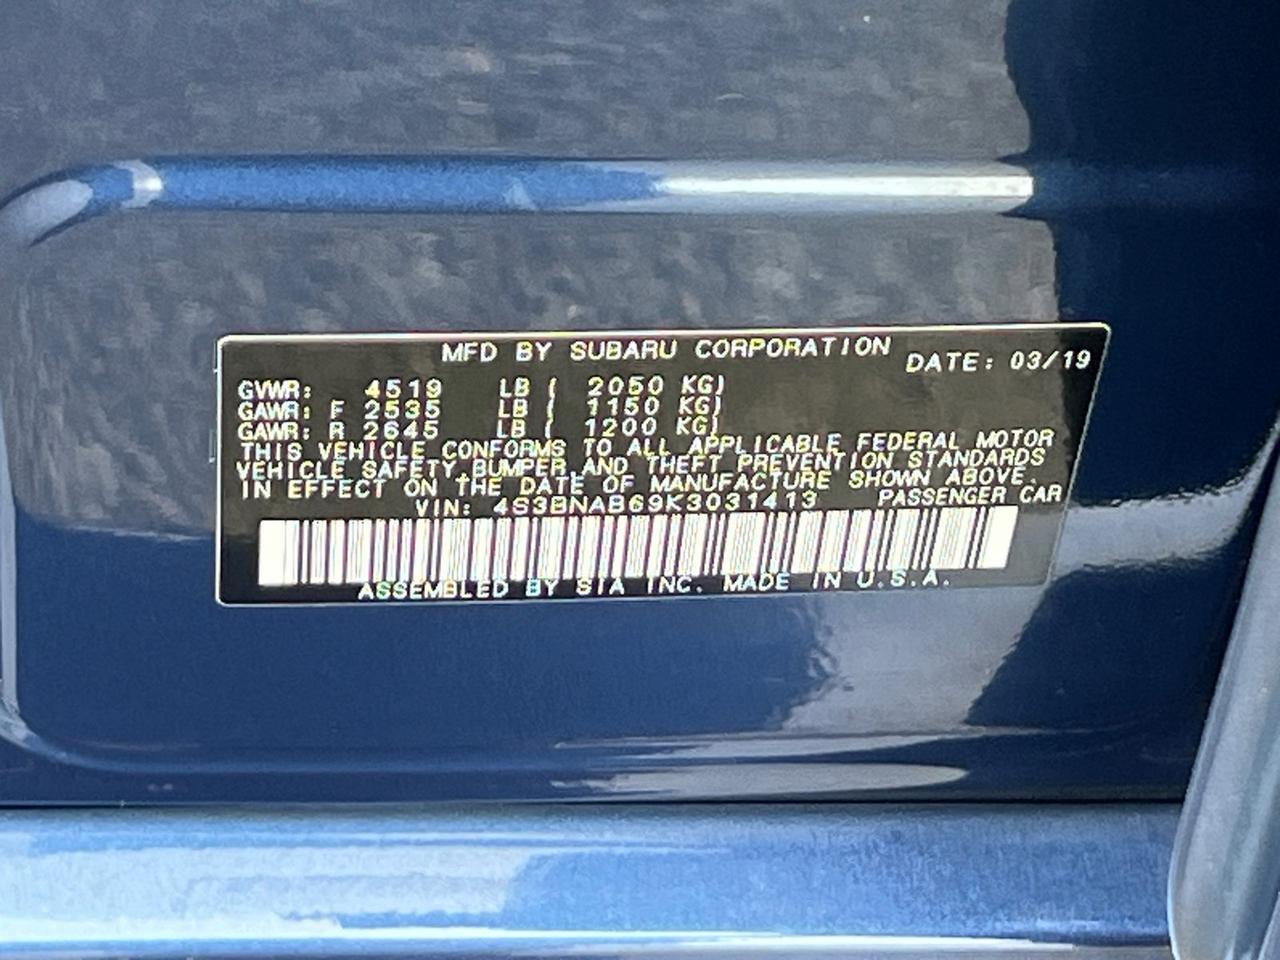 MFD BY SUBARU CORPORATION DATE: 03/19
GVWR: 4519 LB ( 2050 KG)
GAWR: F 2535 LB ( 1150 KG)
GAWR: R 2645 LB ( 1200 KG)
THIS VEHICLE CONFORMS TO ALL APPLICABLE FEDERAL MOTOR
VEHICLE SAFETY,BUMPER,AND THEFT PREVENTION STANDARDS
IN EFFECT ON THE DATE OF MANUFACTURE SHOWN ABOVE.
VIN: 4S3BNAB69K3031413 PASSENGER CAR
ASSEMBLED BY SIA INC. MADE IN U.S.A.